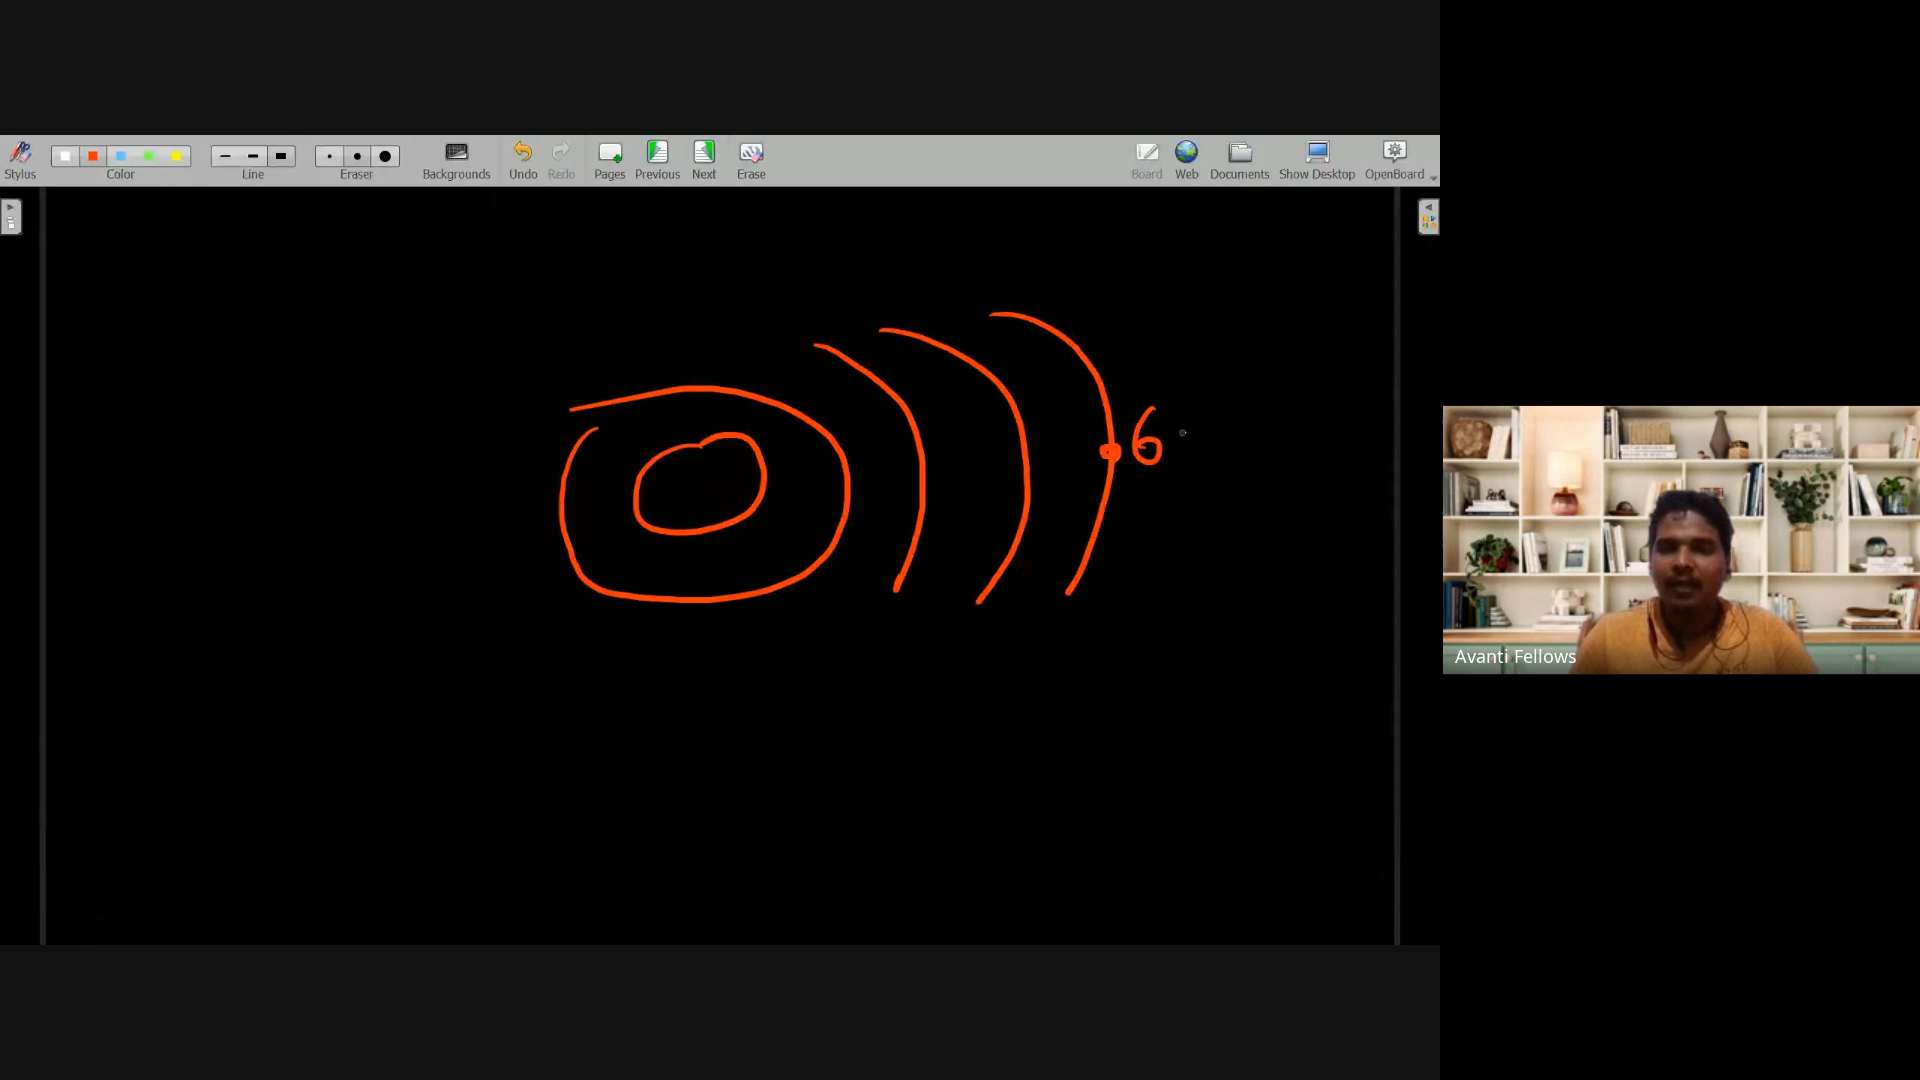 Stylus Color Line Eraser Backgrounds Undo Redo Pages Previous Next Erase Board Web Documents Show Desktop OpenBoard
6
Avanti Fellows